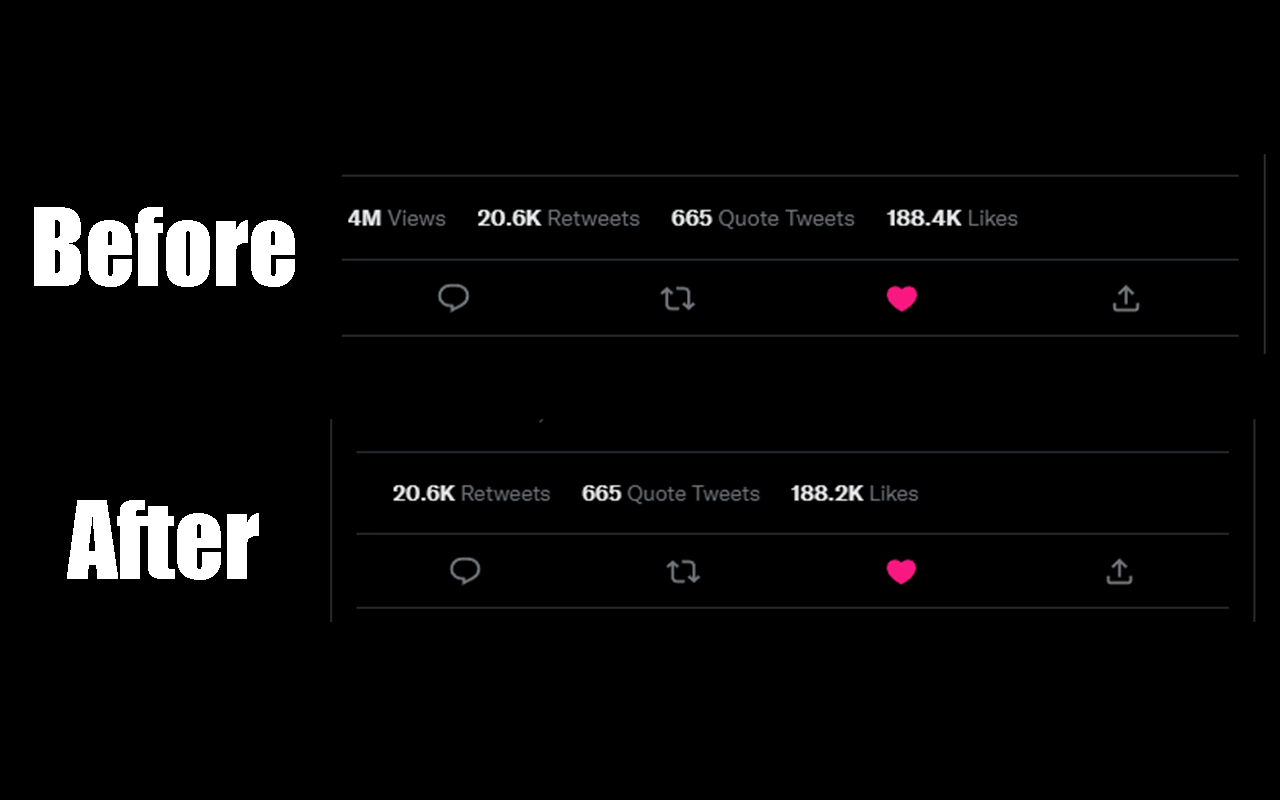 Before
4M Views 20.6K Retweets 665 Quote Tweets 188.4K Likes
After
20.6K Retweets 665 Quote Tweets 188.2K Likes